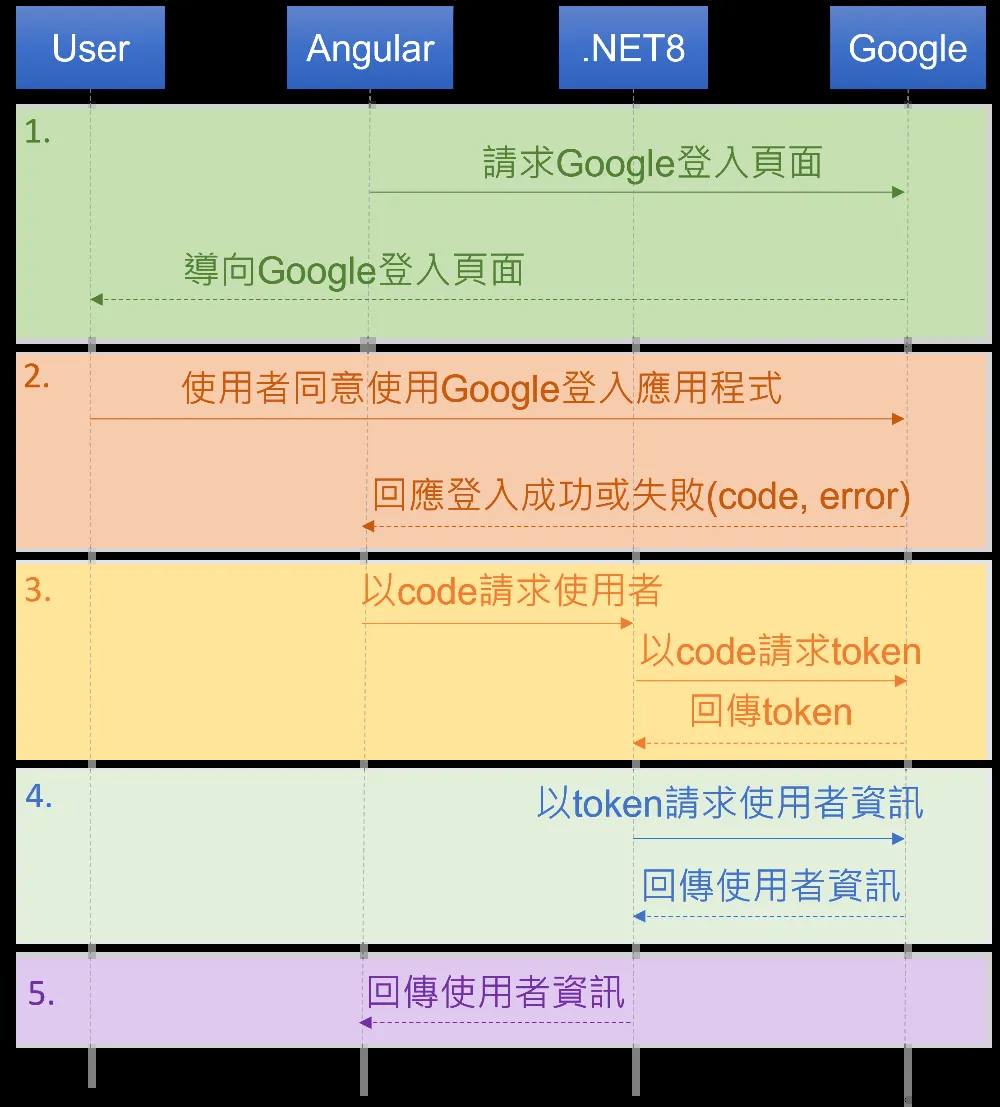 User
Angular
.NET8
Google
1.
請求Google登入頁面
導向Google登入頁面
2.
使用者同意使用Google登入應用程式
回應登入成功或失敗(code, error)
3.
以code請求使用者
以code請求token
回傳token
4.
以token請求使用者資訊
回傳使用者資訊
5.
回傳使用者資訊